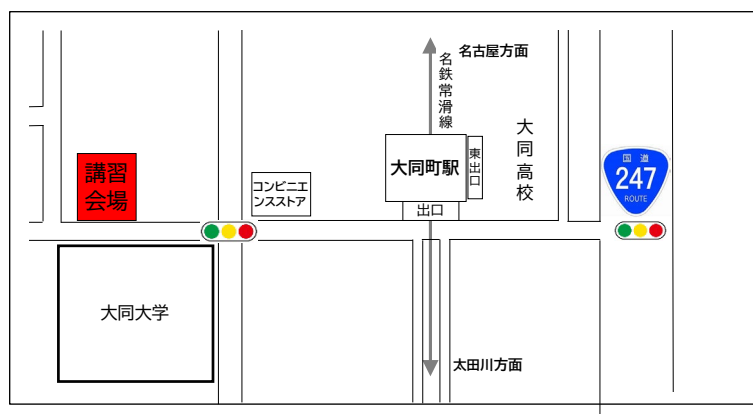 名古屋方面
名鉄常滑線
大同高校
国道
247
ROUTE
講習
会場
大同町駅
東出口
コンビニエ
ンスストア
出口
大同大学
太田川方面